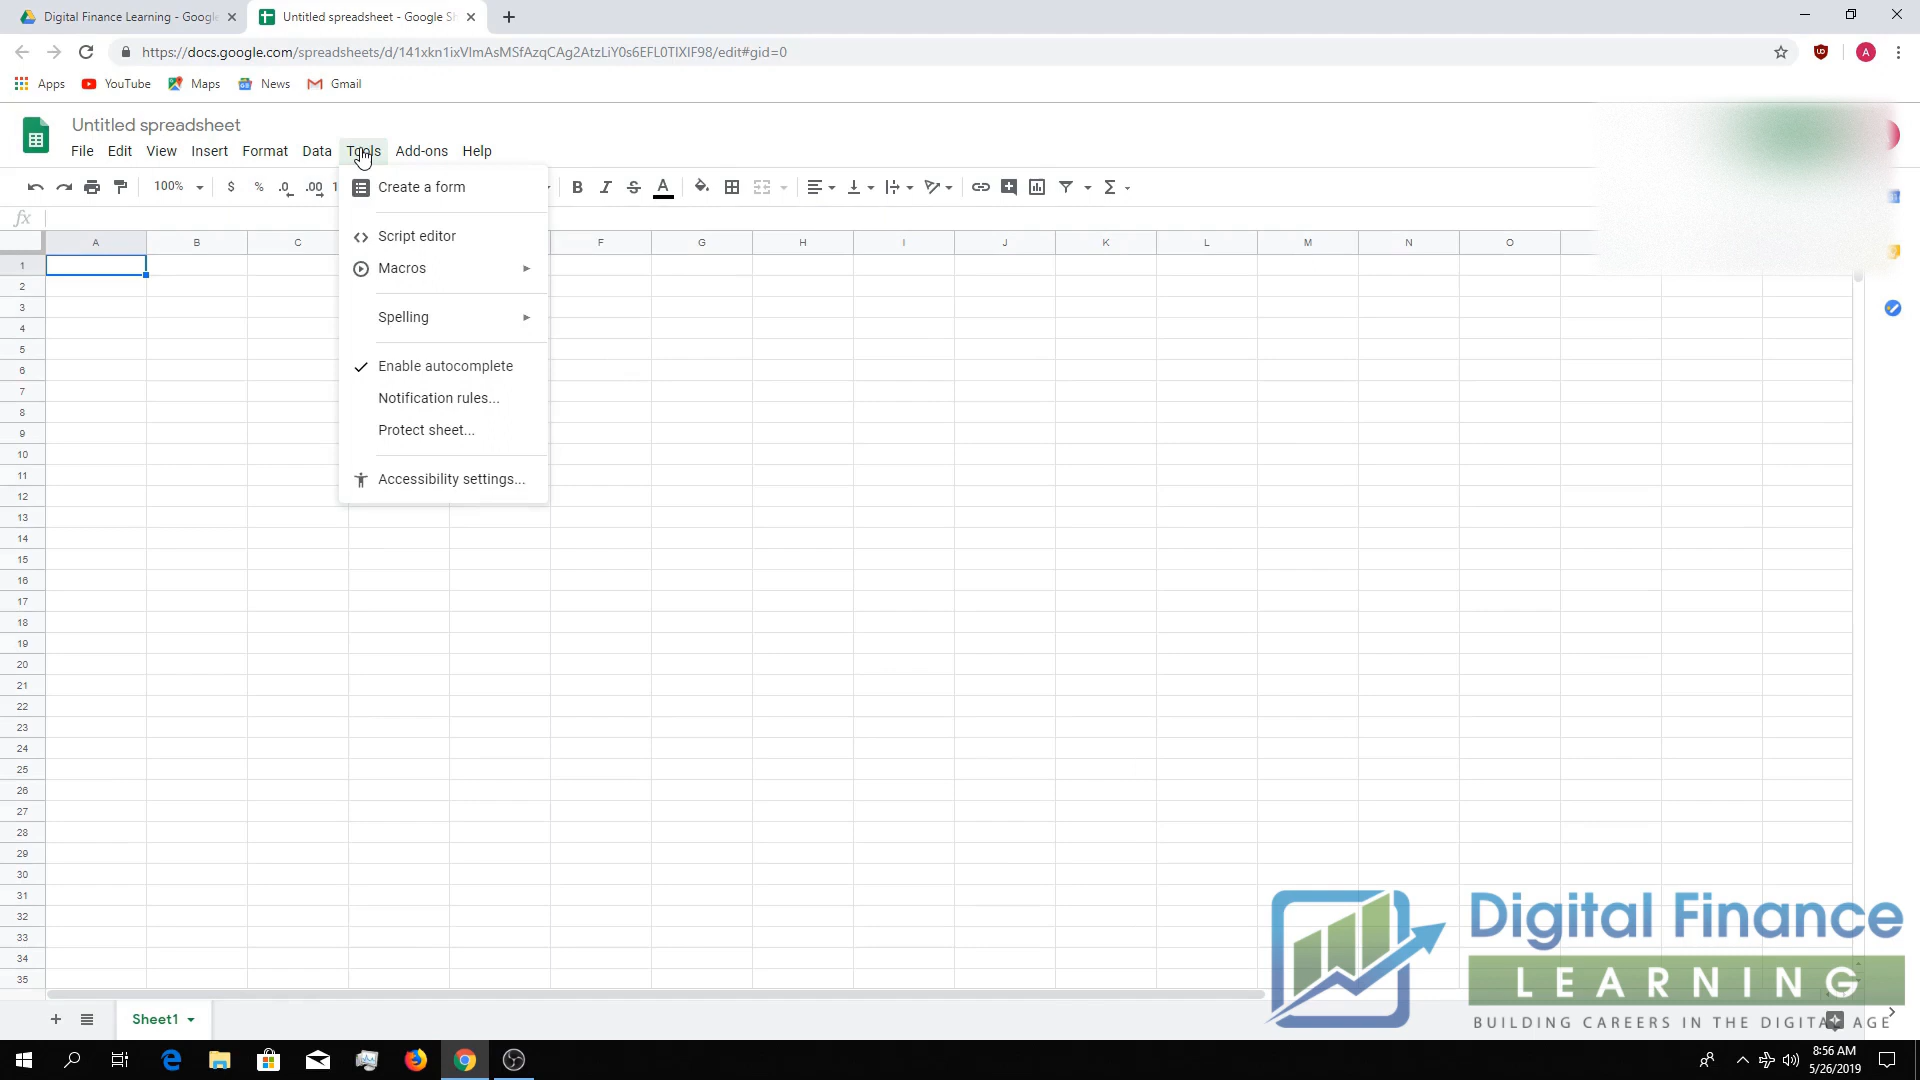 Digital Finance Learning - Google
Untitled spreadsheet - Google Sh
https://docs.google.com/spreadsheets/d/141xkn1ixVlmAsMSfAzqCAg2AtzLiY0s6EFL0TlXIF98/edit#gid=0
A
Apps YouTube Maps News Gmail
Untitled spreadsheet
File Edit View Insert Format Data Tools Add-ons Help
100% $ % .0 .00 1 B I S A Σ
fx
Create a form
Script editor
Macros
Spelling
Enable autocomplete
Notification rules...
Protect sheet...
Accessibility settings...
A B C F G H I J K L M N O
1
2
3
4
5
6
7
8
9
10
11
12
13
14
15
16
17
18
19
20
21
22
23
24
25
26
27
28
29
30
31
32
33
34
35
Digital Finance
LEARNING
BUILDING CAREERS IN THE DIGITAL AGE
Sheet1
8:56 AM
5/26/2019